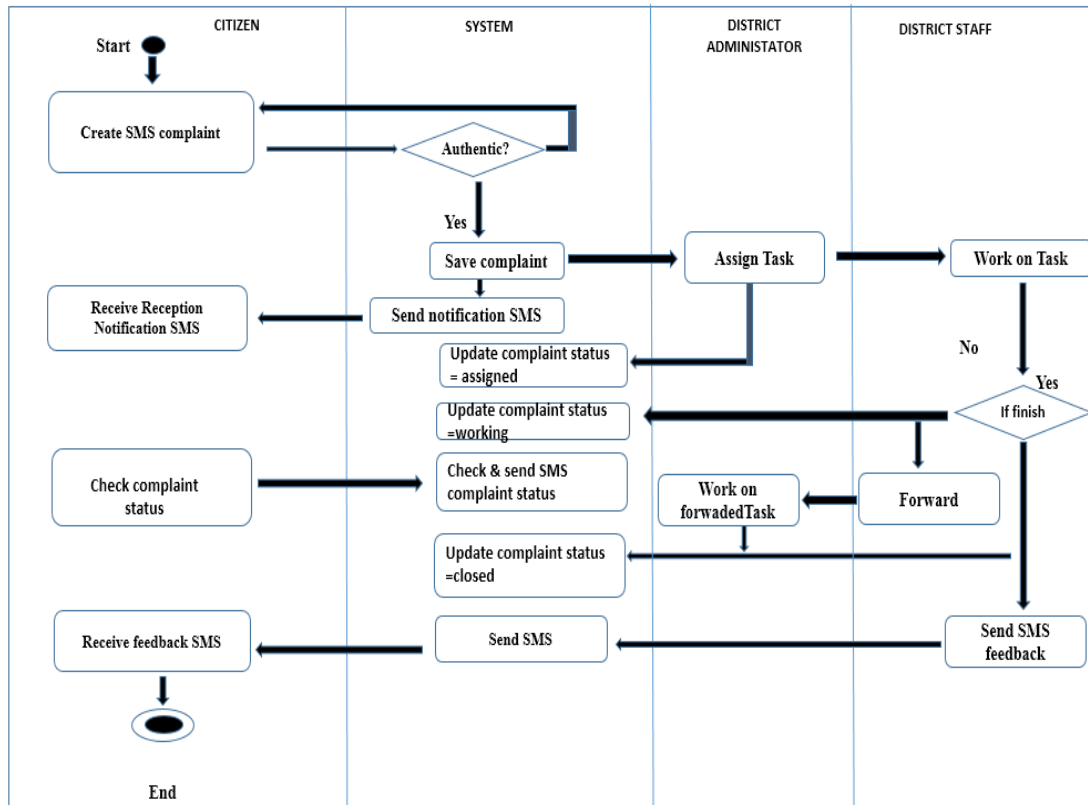 CITIZEN
SYSTEM
DISTRICT
ADMINISTATOR
DISTRICT STAFF
Start
Create SMS complaint
Authentic?
Yes
Save complaint
Assign Task
Work on Task
Receive Reception
Notification SMS
Send notification SMS
No
Update complaint status
= assigned
Yes
If finish
Update complaint status
=working
Check complaint
status
Check & send SMS
complaint status
Work on
forwadedTask
Forward
Update complaint status
=closed
Receive feedback SMS
Send SMS
Send SMS
feedback
End